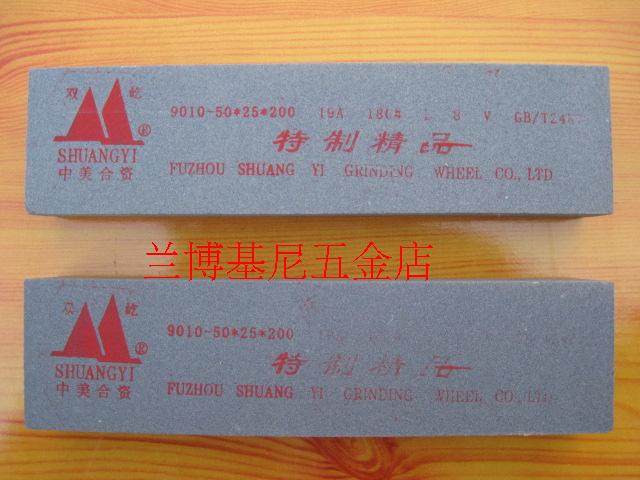 双 屹
®
SHUANGYI
中美合资
9010-50*25*200 19A 180# L 8 V
特制精品
FUZHOU SHUANG YI GRINDING WHEEL CO., LTD
兰博基尼五金店
双 屹
®
SHUANGYI
中美合资
9010-50*25*200
特制精品
FUZHOU SHUANG YI GRINDING WHEEL CO., LTD